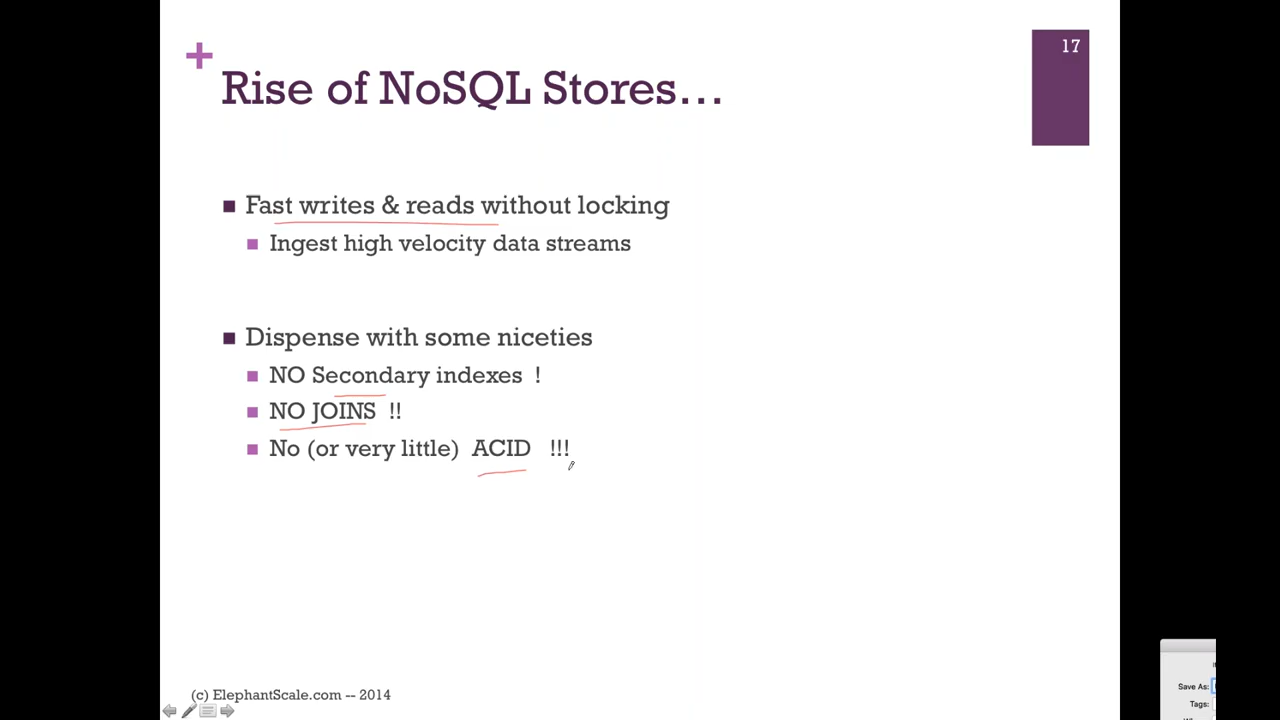 17
+
Rise of NoSQL Stores...
Fast writes & reads without locking
Ingest high velocity data streams
Dispense with some niceties
NO Secondary indexes !
NO JOINS !!
No (or very little) ACID !!!
(c) ElephantScale.com -- 2014
Save As:
Tags: